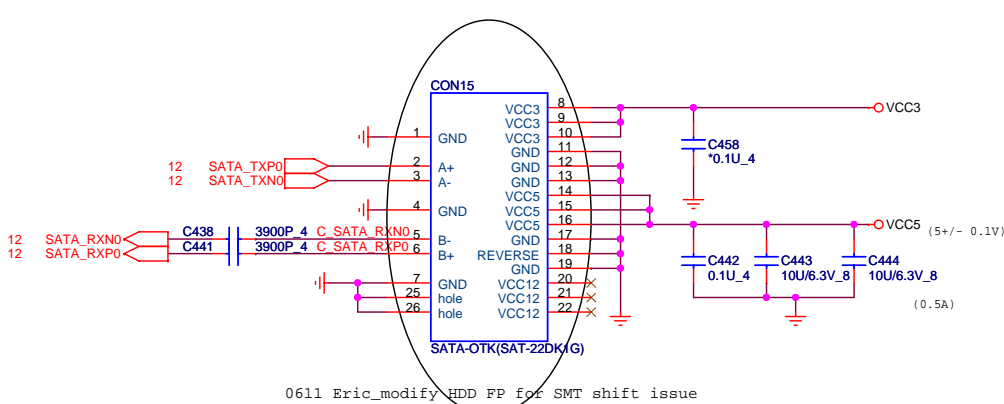 CON15
1 GND
2 A+
3 A-
4 GND
5 B-
6 B+
7 GND
25 hole
26 hole
VCC3 8
VCC3 9
VCC3 10
GND 11
GND 12
GND 13
VCC5 14
VCC5 15
VCC5 16
GND 17
REVERSE 18
GND 19
VCC12 20
VCC12 21
VCC12 22
SATA-OTK(SAT-22DK1G)
12 SATA_TXP0
12 SATA_TXN0
12 SATA_RXN0 C438 3900P_4 C_SATA_RXN0
12 SATA_RXP0 C441 3900P_4 C_SATA_RXP0
VCC3
C458
*0.1U_4
VCC5 (5+/- 0.1V)
C442
0.1U_4
C443
10U/6.3V_8
C444
10U/6.3V_8
(0.5A)
0611 Eric_modify HDD FP for SMT shift issue